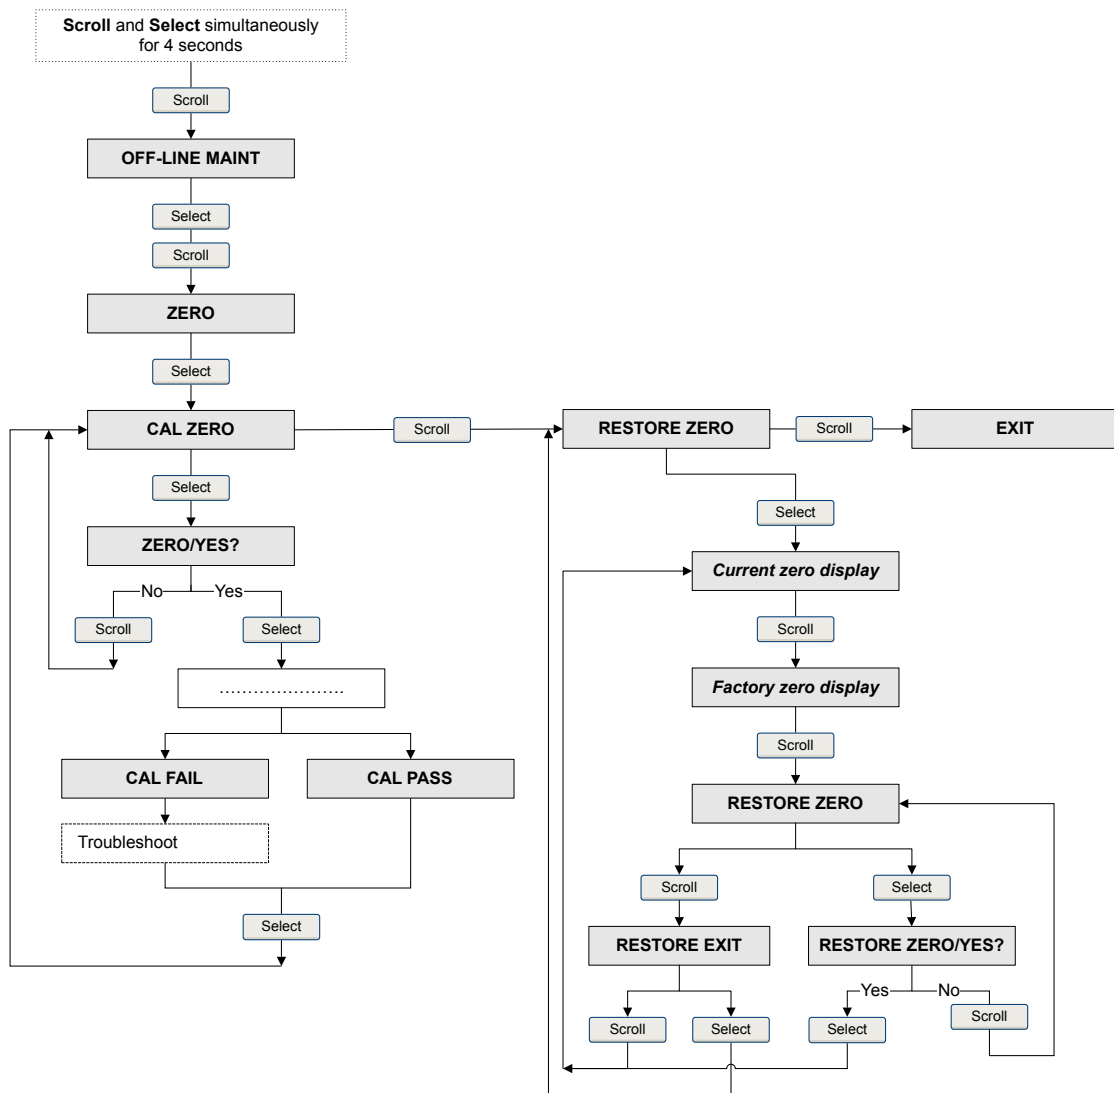 Scroll and Select simultaneously
for 4 seconds
Scroll
OFF-LINE MAINT
Select
Scroll
ZERO
Select
CAL ZERO
Scroll
RESTORE ZERO
Scroll
EXIT
Select
Select
ZERO/YES?
Current zero display
No
Yes
Scroll
Select
Scroll
.....................
Factory zero display
Scroll
CAL FAIL
CAL PASS
RESTORE ZERO
Troubleshoot
Scroll
Select
Select
RESTORE EXIT
RESTORE ZERO/YES?
Yes
No
Scroll
Select
Select
Scroll